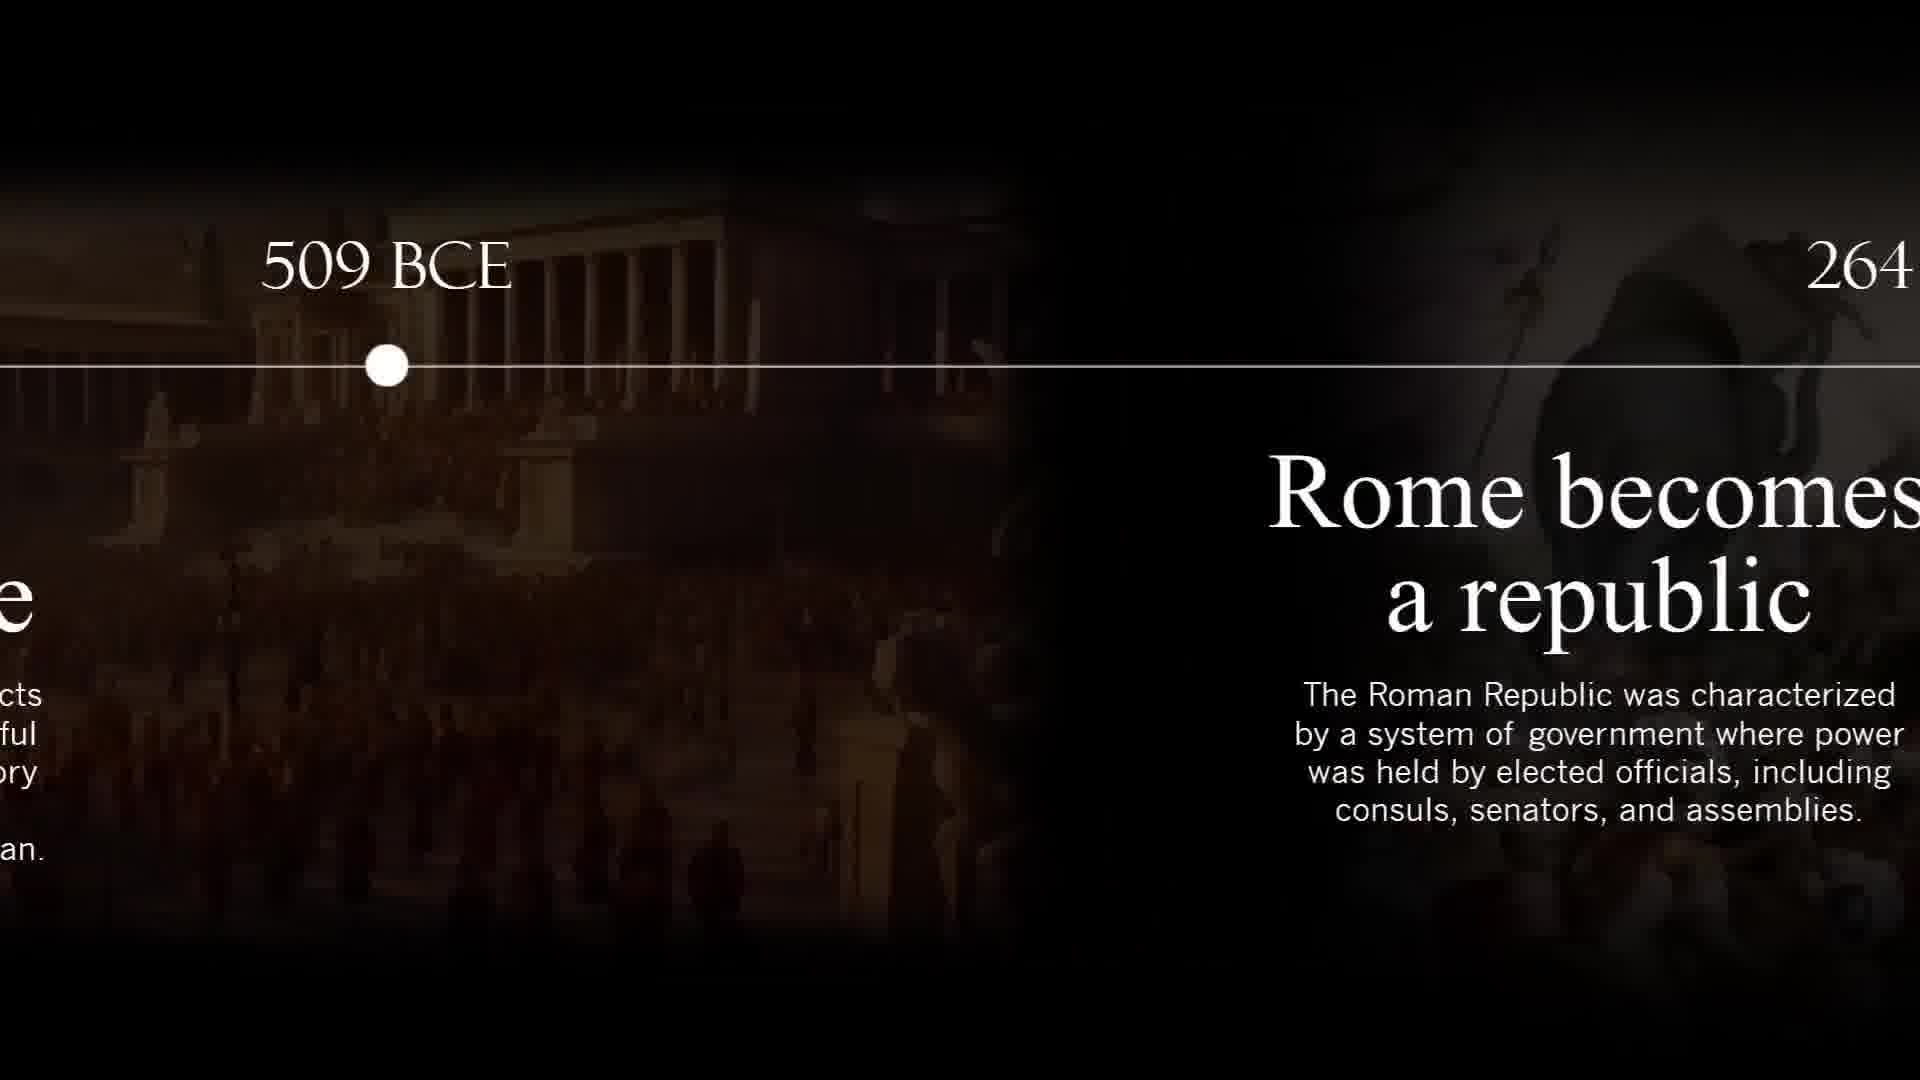 509 BCE
264
e
cts
ful
ory
an.
Rome becomes
a republic
The Roman Republic was characterized
by a system of government where power
was held by elected officials, including
consuls, senators, and assemblies.